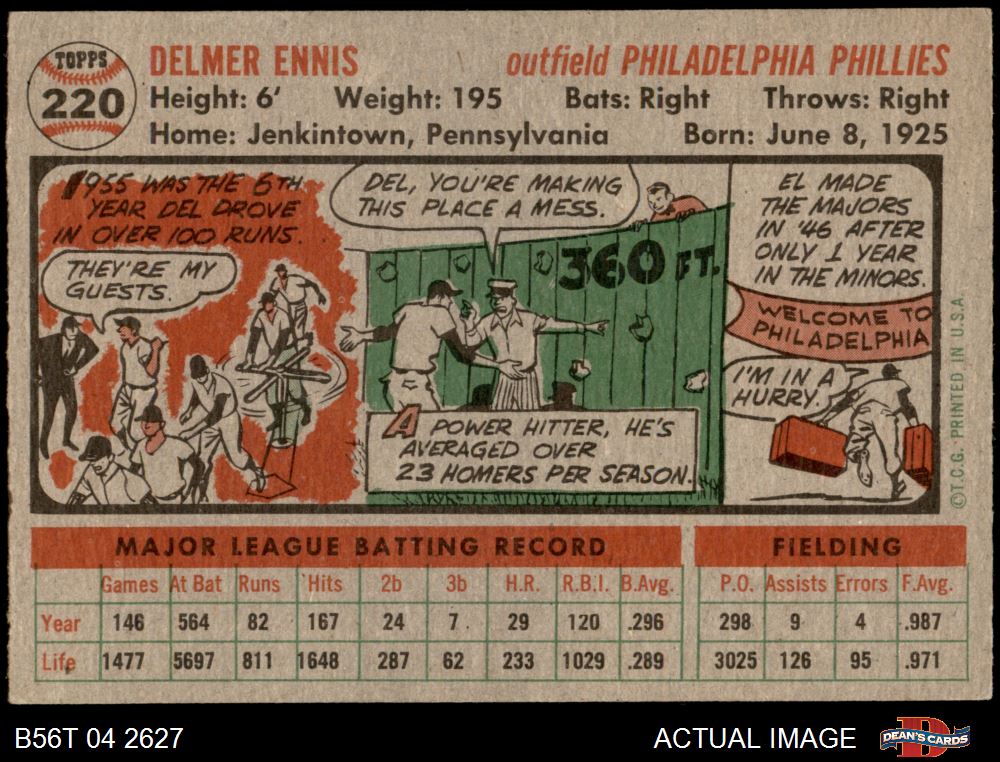 TOPPS
220
DELMER ENNIS
outfield PHILADELPHIA PHILLIES
Height: 6' Weight: 195 Bats: Right Throws: Right
Home: Jenkintown, Pennsylvania Born: June 8, 1925
1955 WAS THE 6TH
YEAR DEL DROVE
IN OVER 100 RUNS.
THEY'RE MY
GUESTS.
DEL, YOU'RE MAKING
THIS PLACE A MESS.
360 FT.
A POWER HITTER, HE'S
AVERAGED OVER
23 HOMERS PER SEASON.
EL MADE
THE MAJORS
IN '46 AFTER
ONLY 1 YEAR
IN THE MINORS.
WELCOME TO
PHILADELPHIA
I'M IN A
HURRY.
©T.C.G. PRINTED IN U.S.A.
MAJOR LEAGUE BATTING RECORD FIELDING
Games At Bat Runs Hits 2b 3b H.R. R.B.I. B.Avg. P.O. Assists Errors F.Avg.
Year 146 564 82 167 24 7 29 120 .296 298 9 4 .987
Life 1477 5697 811 1648 287 62 233 1029 .289 3025 126 95 .971
B56T 04 2627
ACTUAL IMAGE
D
DEAN'S CARDS